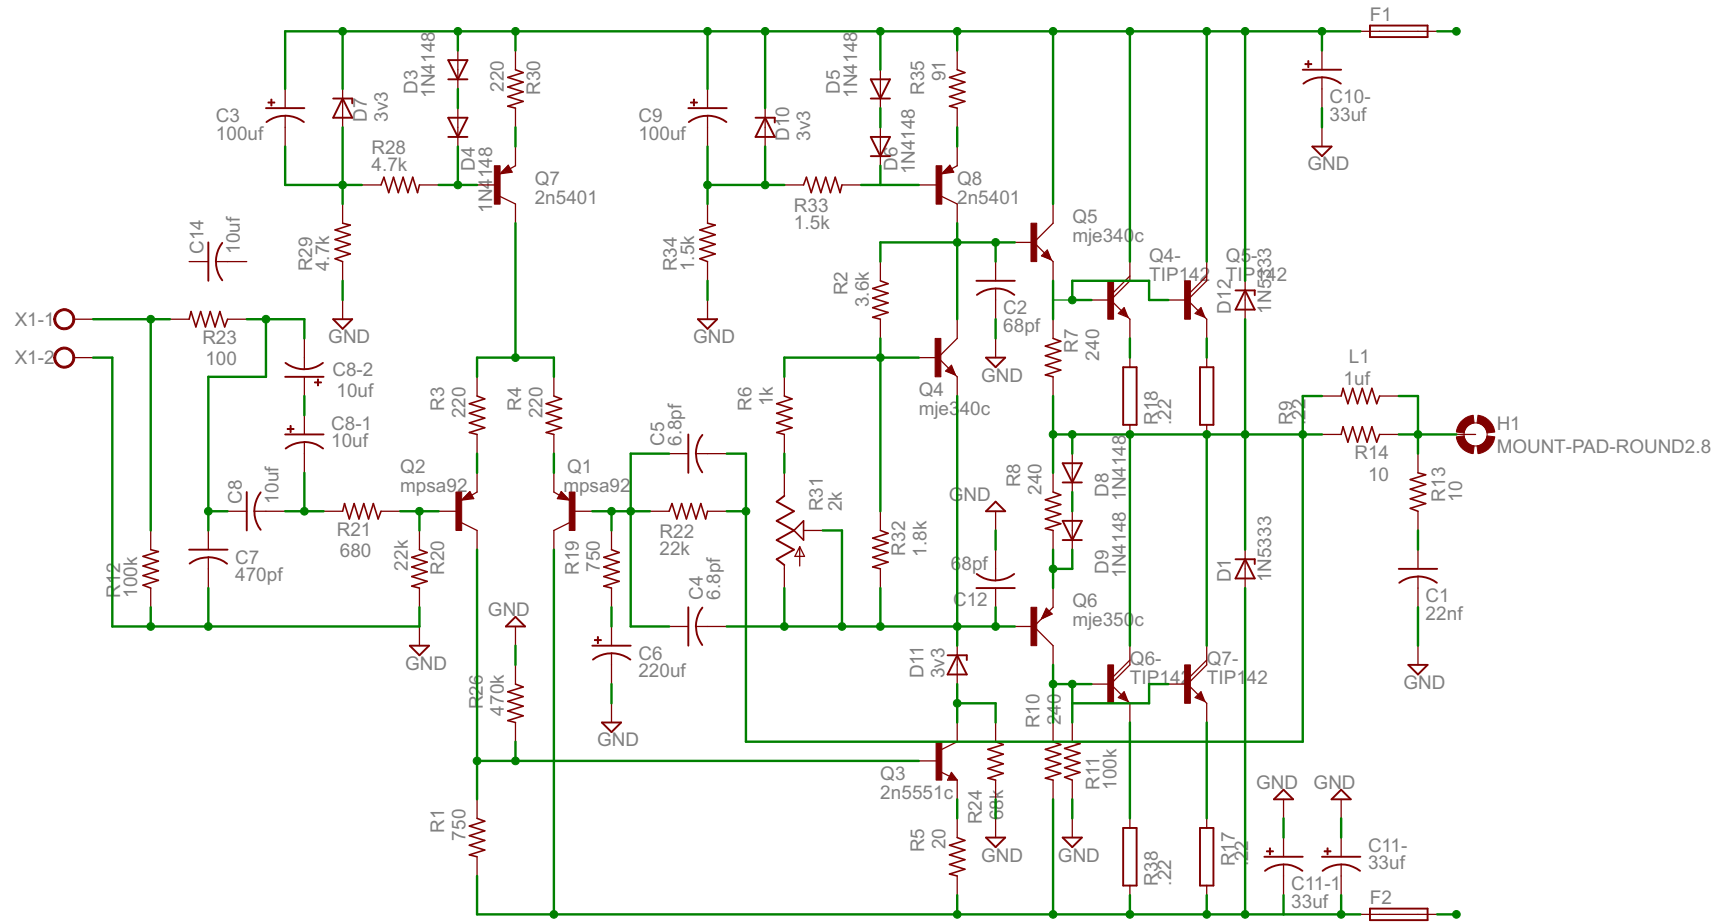 F1
D3
1N4148
220
R30
D5
1N4148
R35
91
C3
100uf
D7
3v3
C9
100uf
D10
3v3
C10-
33uf
GND
R28
4.7k
D4
1N4148
Q7
2n5401
D6
1N4148
Q8
2n5401
R33
1.5k
C14
10uf
R29
4.7k
R34
1.5k
Q5
mje340c
Q4-
TIP142
Q5-
TIP142
D12
1N5333
R2
3.6k
C2
68pf
GND
GND
GND
X1-1
X1-2
R23
100
C8-2
10uf
C8-1
10uf
R7
240
L1
1uf
R3
220
R4
220
R6
1k
Q4
mje340c
R18
.22
R9
.22
H1
MOUNT-PAD-ROUND2.8
R14
10
R13
10
C5
6.8pf
Q2
mpsa92
Q1
mpsa92
C8
10uf
R21
680
R22
22k
R31
2k
R32
1.8k
GND
R8
240
D8
1N4148
D9
1N4148
D1
1N5333
R12
100k
C7
470pf
22k
R20
R19
750
C4
6.8pf
68pf
C12
Q6
mje350c
C1
22nf
GND
GND
GND
C6
220uf
D11
3v3
Q6-
TIP142
Q7-
TIP142
GND
R26
470k
R10
240
R11
100k
Q3
2n5551c
R24
68k
GND
GND
R1
750
R5
20
GND
GND
R38
.22
R17
.22
C11-1
33uf
C11-
33uf
F2